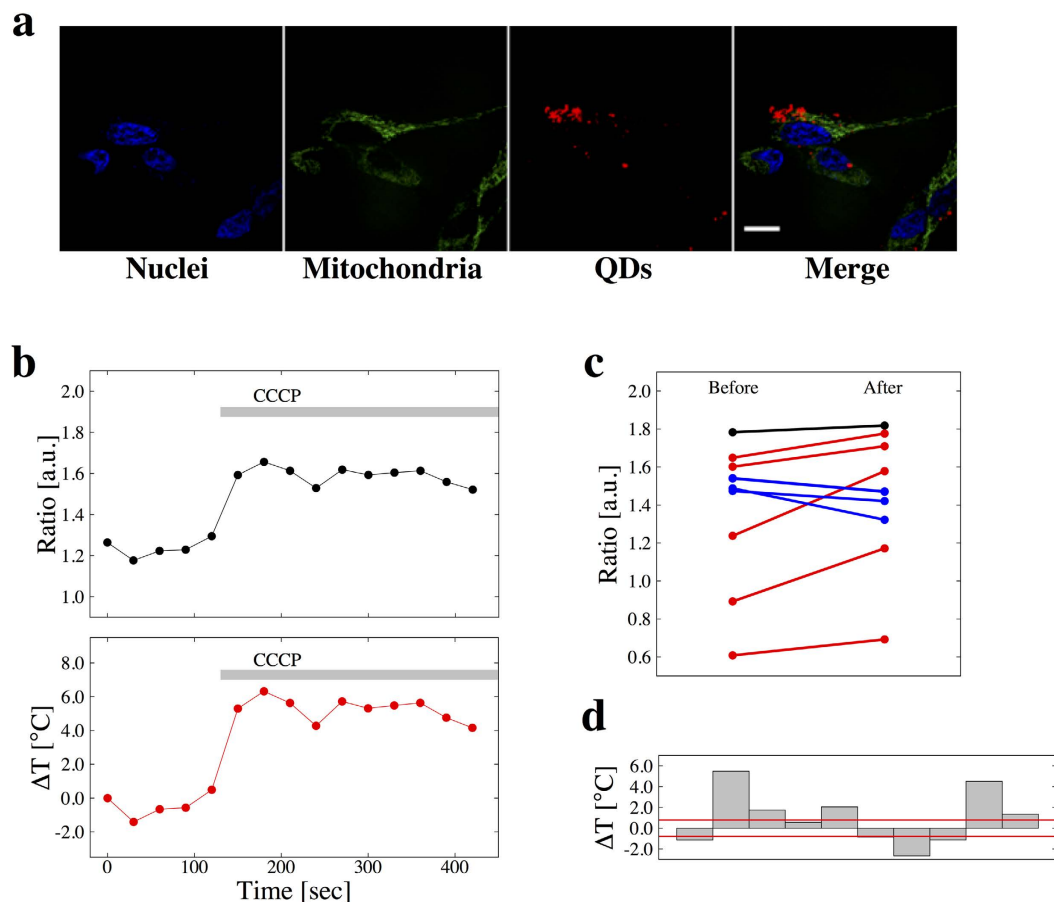 a
Nuclei Mitochondria QDs Merge
b
2.0
1.8
1.6
1.4
1.2
1.0
Ratio [a.u.]
CCCP
8.0
6.0
4.0
2.0
0.0
-2.0
ΔT [°C]
CCCP
0 100 200 300 400
Time [sec]
c
2.0
1.8
1.6
1.4
1.2
1.0
0.8
0.6
Ratio [a.u.]
Before After
d
6.0
4.0
2.0
0.0
-2.0
ΔT [°C]